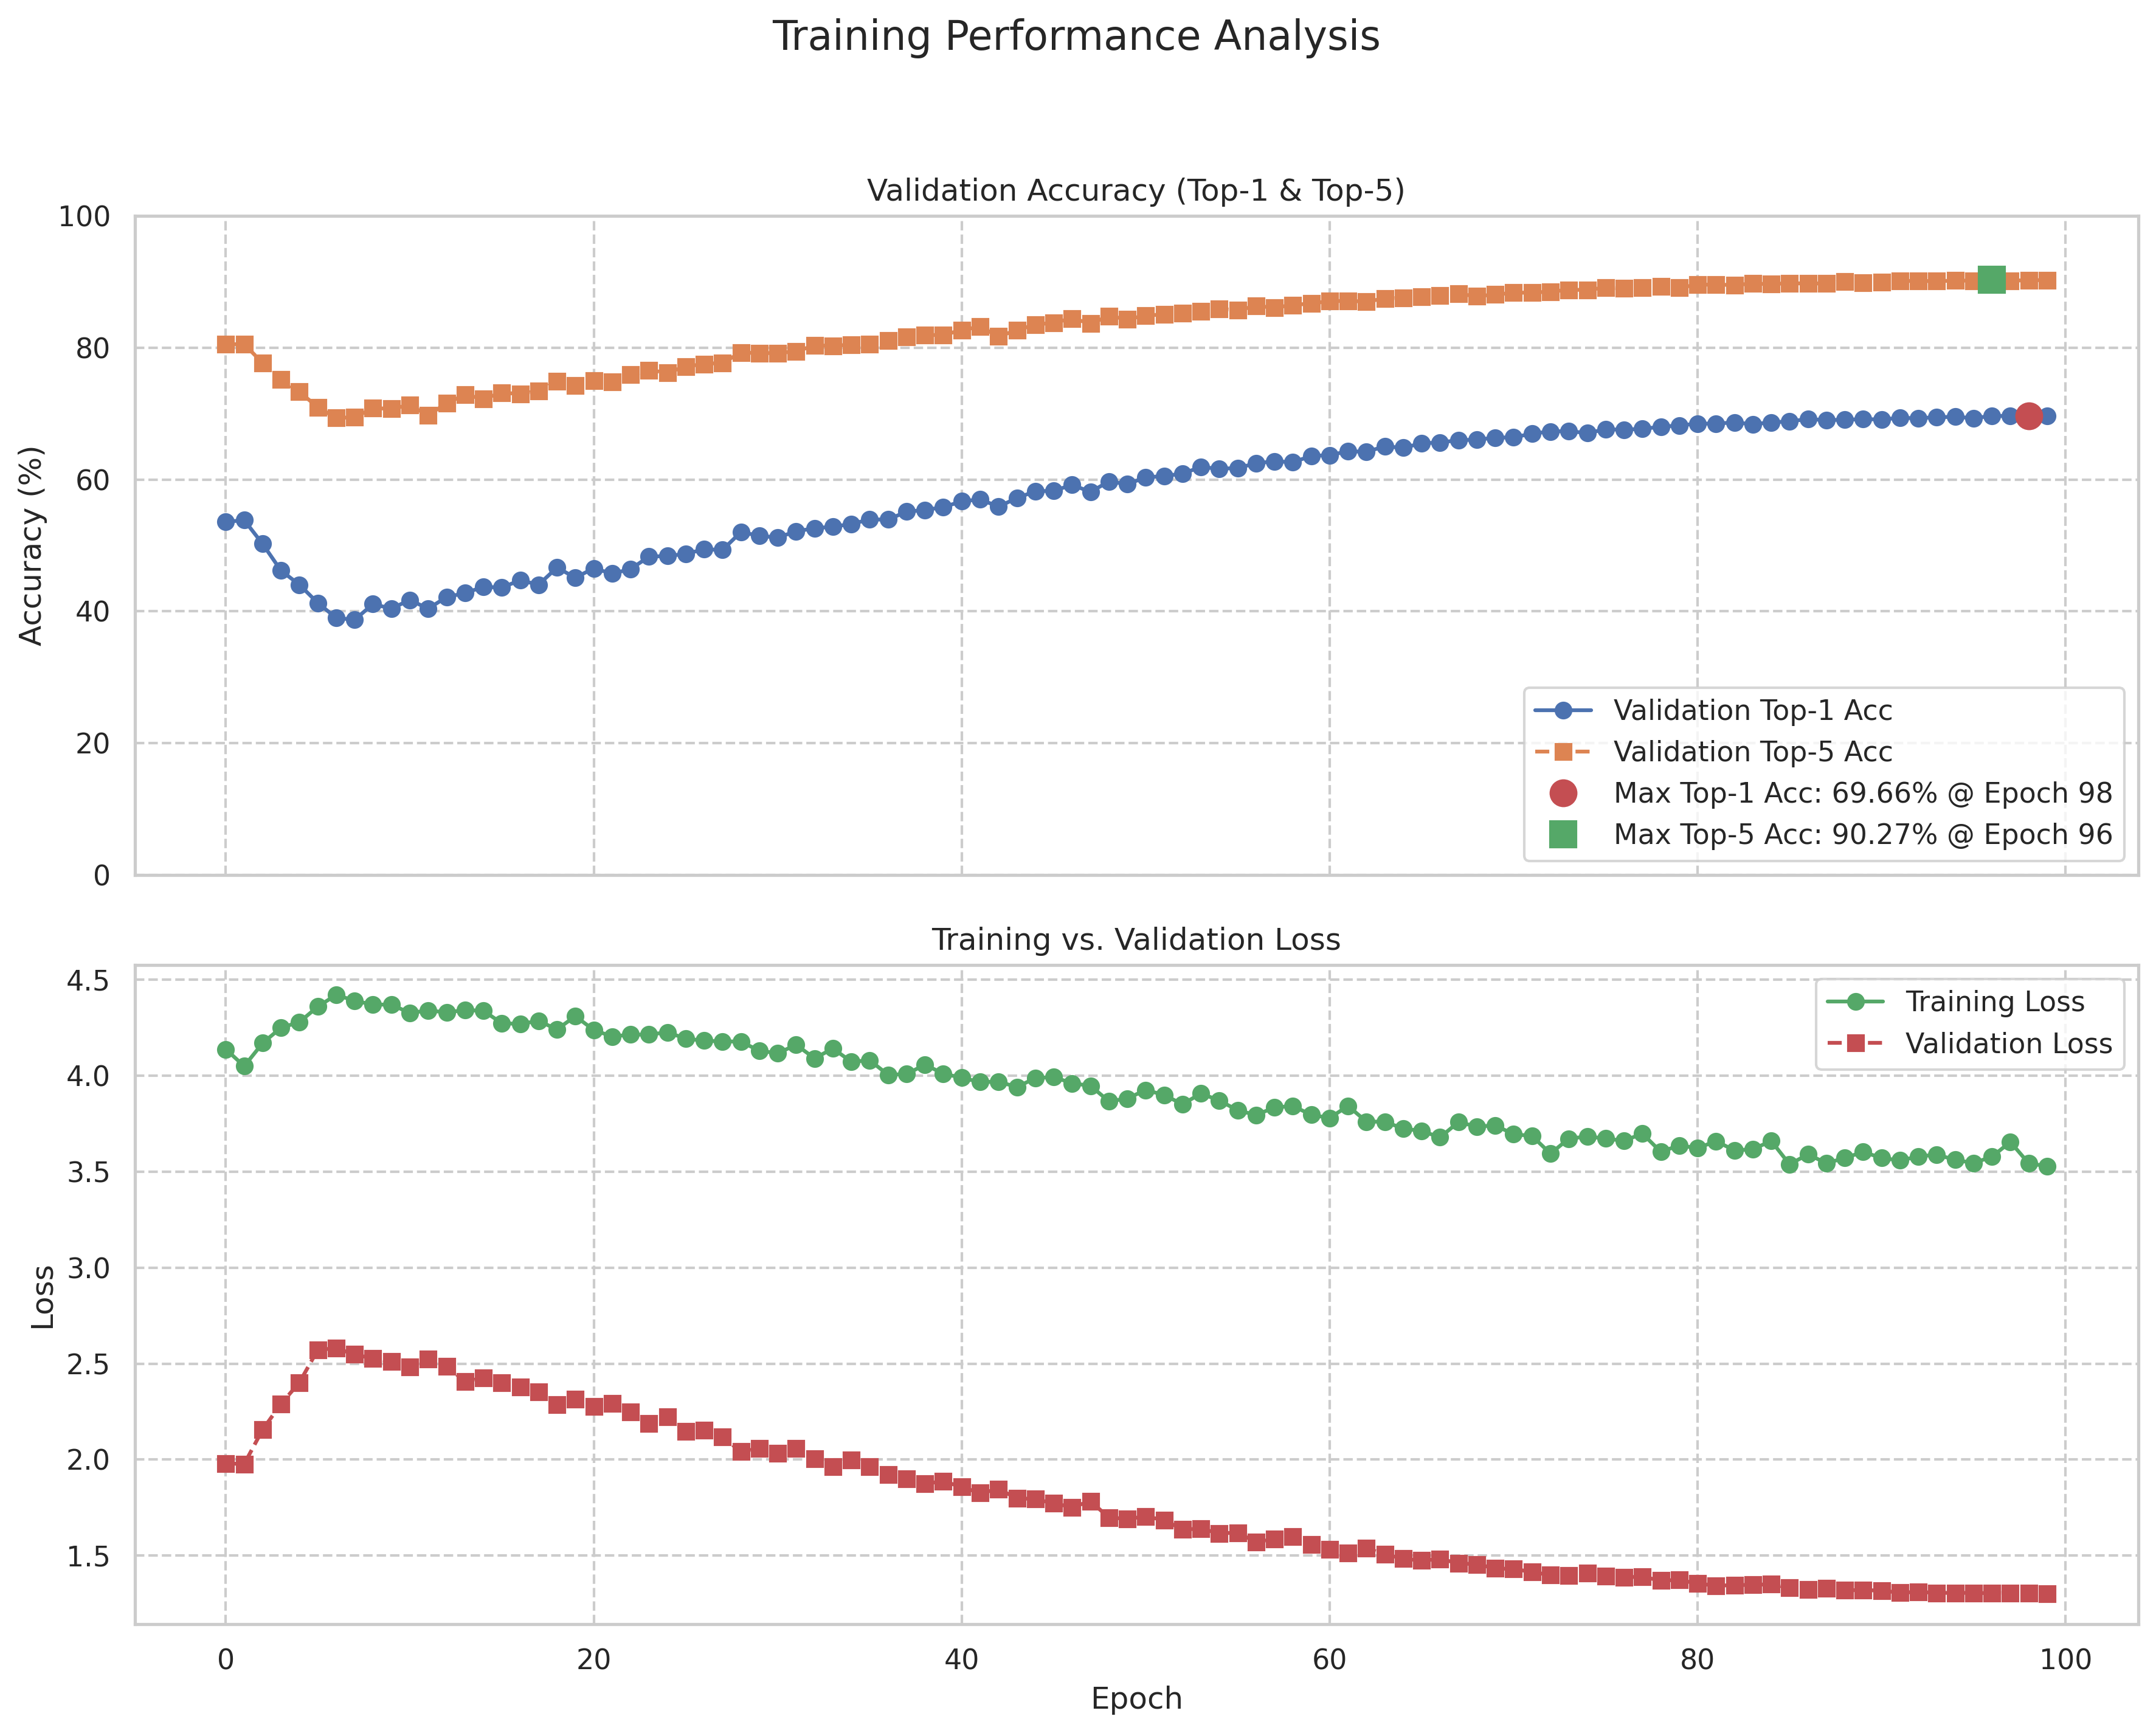 Training Performance Analysis
Validation Accuracy (Top-1 & Top-5)
Accuracy (%)
100
80
60
40
20
0
Validation Top-1 Acc
Validation Top-5 Acc
Max Top-1 Acc: 69.66% @ Epoch 98
Max Top-5 Acc: 90.27% @ Epoch 96
Training vs. Validation Loss
Loss
4.5
4.0
3.5
3.0
2.5
2.0
1.5
Training Loss
Validation Loss
0 20 40 60 80 100
Epoch